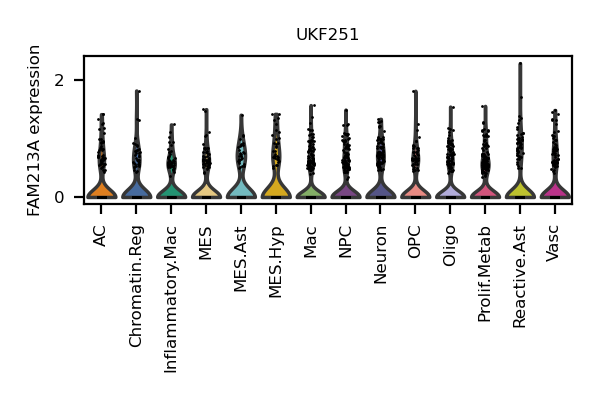 UKF251
FAM213A expression
2
0
AC
Chromatin.Reg
Inflammatory.Mac
MES
MES.Ast
MES.Hyp
Mac
NPC
Neuron
OPC
Oligo
Prolif.Metab
Reactive.Ast
Vasc